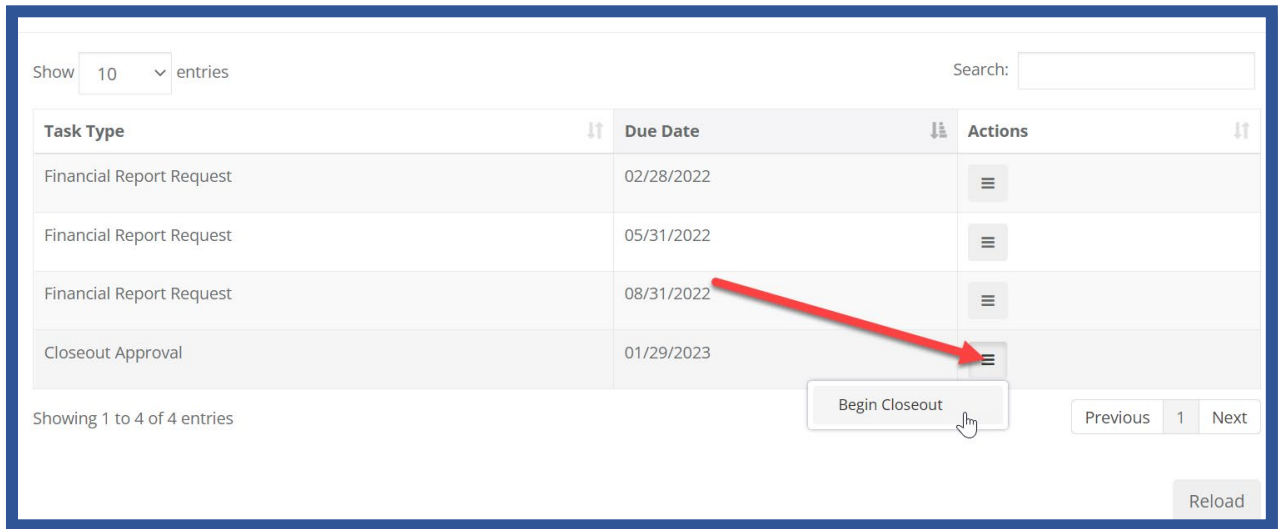 Show 10 entries Search:
Task Type Due Date Actions
Financial Report Request 02/28/2022
Financial Report Request 05/31/2022
Financial Report Request 08/31/2022
Closeout Approval 01/29/2023
Begin Closeout
Showing 1 to 4 of 4 entries Previous 1 Next
Reload